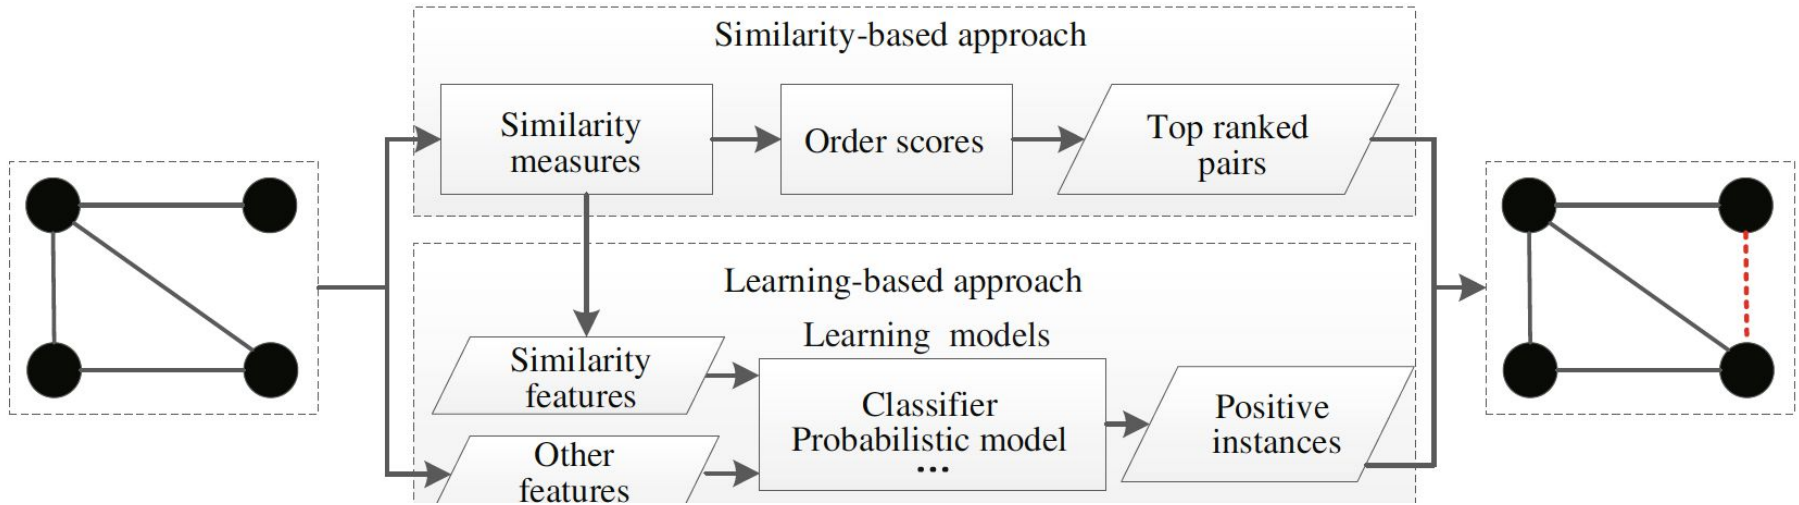 Similarity-based approach
Similarity
measures
Order scores
Top ranked
pairs
Learning-based approach
Learning models
Similarity
features
Classifier
Probabilistic model
...
Positive
instances
Other
features